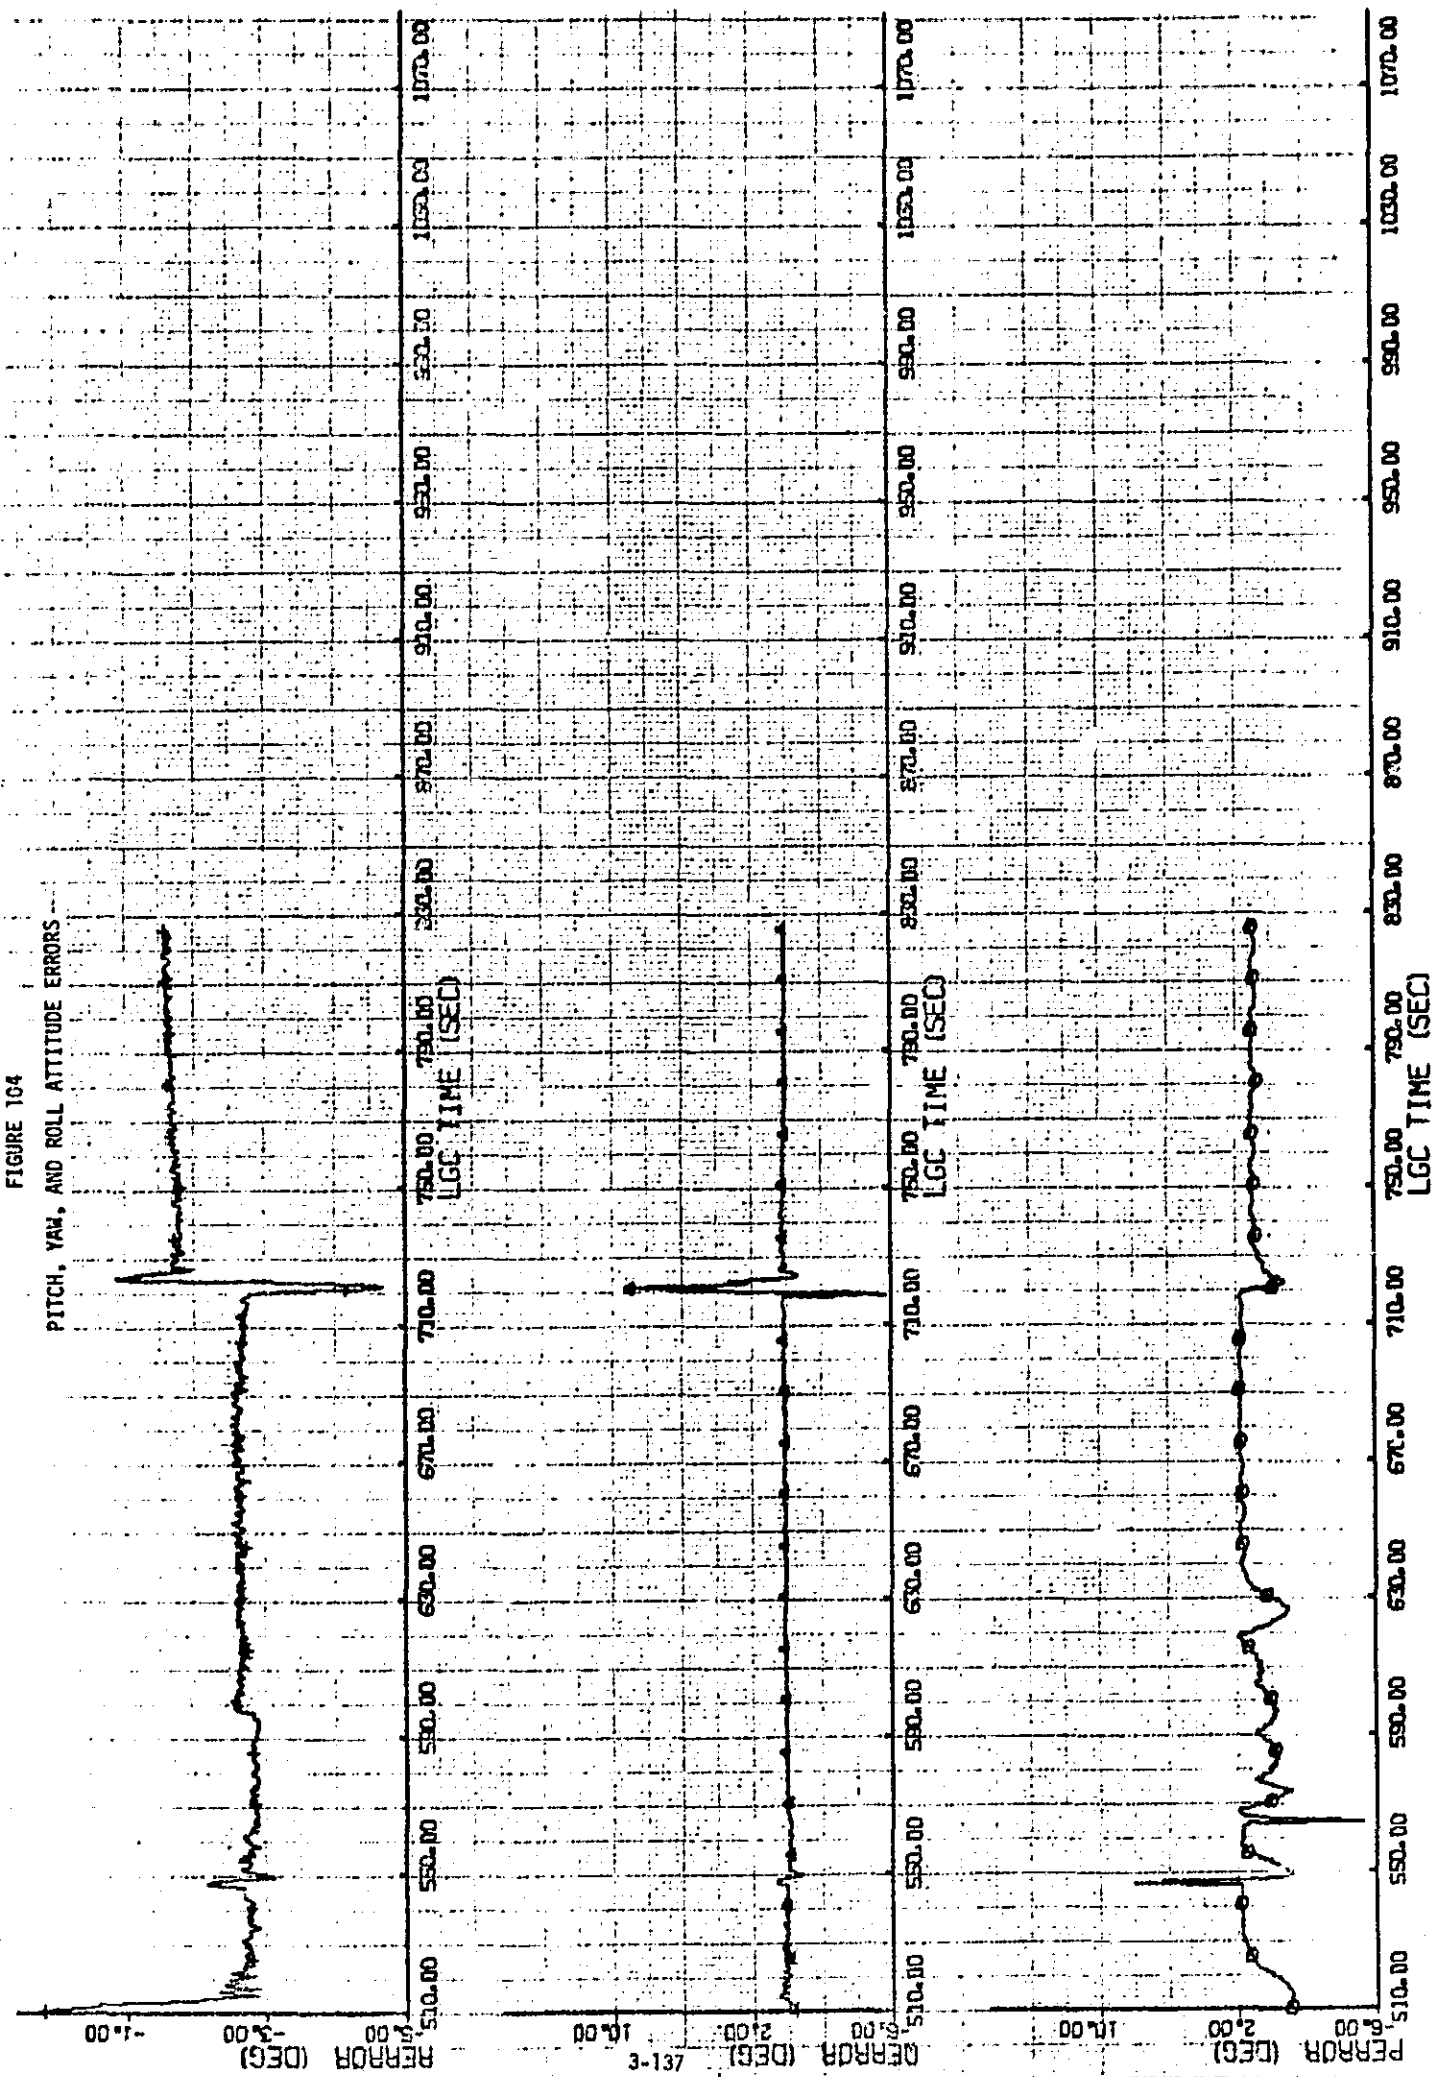 FIGURE 104
PITCH, YAW, AND ROLL ATTITUDE ERRORS
RERROR (DEG)
-1.00
-3.00
-5.00
510.00 550.00 590.00 630.00 670.00 710.00 750.00 790.00 830.00 870.00 910.00 950.00 990.00 1030.00 1070.00
LGC TIME (SEC)
QERROR (DEG)
10.00
2.00
-6.00
510.00 550.00 590.00 630.00 670.00 710.00 750.00 790.00 830.00 870.00 910.00 950.00 990.00 1030.00 1070.00
LGC TIME (SEC)
PERROR (DEG)
10.00
2.00
-6.00
510.00 550.00 590.00 630.00 670.00 710.00 750.00 790.00 830.00 870.00 910.00 950.00 990.00 1030.00 1070.00
LGC TIME (SEC)
3-137